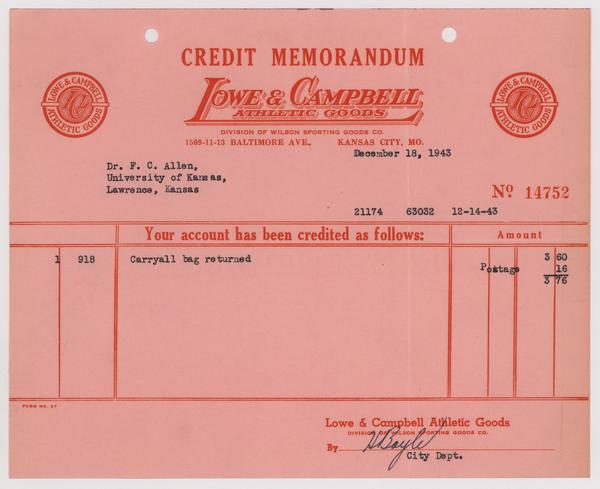 CREDIT MEMORANDUM
LOWE & CAMPBELL
ATHLETIC GOODS
LOWE & CAMPBELL
LC
ATHLETIC GOODS
LOWE & CAMPBELL
LC
ATHLETIC GOODS
DIVISION OF WILSON SPORTING GOODS CO.
1509-11-13 BALTIMORE AVE., KANSAS CITY, MO.
December 18, 1943
Dr. F. C. Allen,
University of Kansas,
Lawrence, Kansas
No 14752
21174 63032 12-14-43
Your account has been credited as follows: Amount
1 918 Carryall bag returned 3 60
Postage 16
3 76
FORM NO. 57
Lowe & Campbell Athletic Goods
DIVISION OF WILSON SPORTING GOODS CO.
By H Boyle
City Dept.